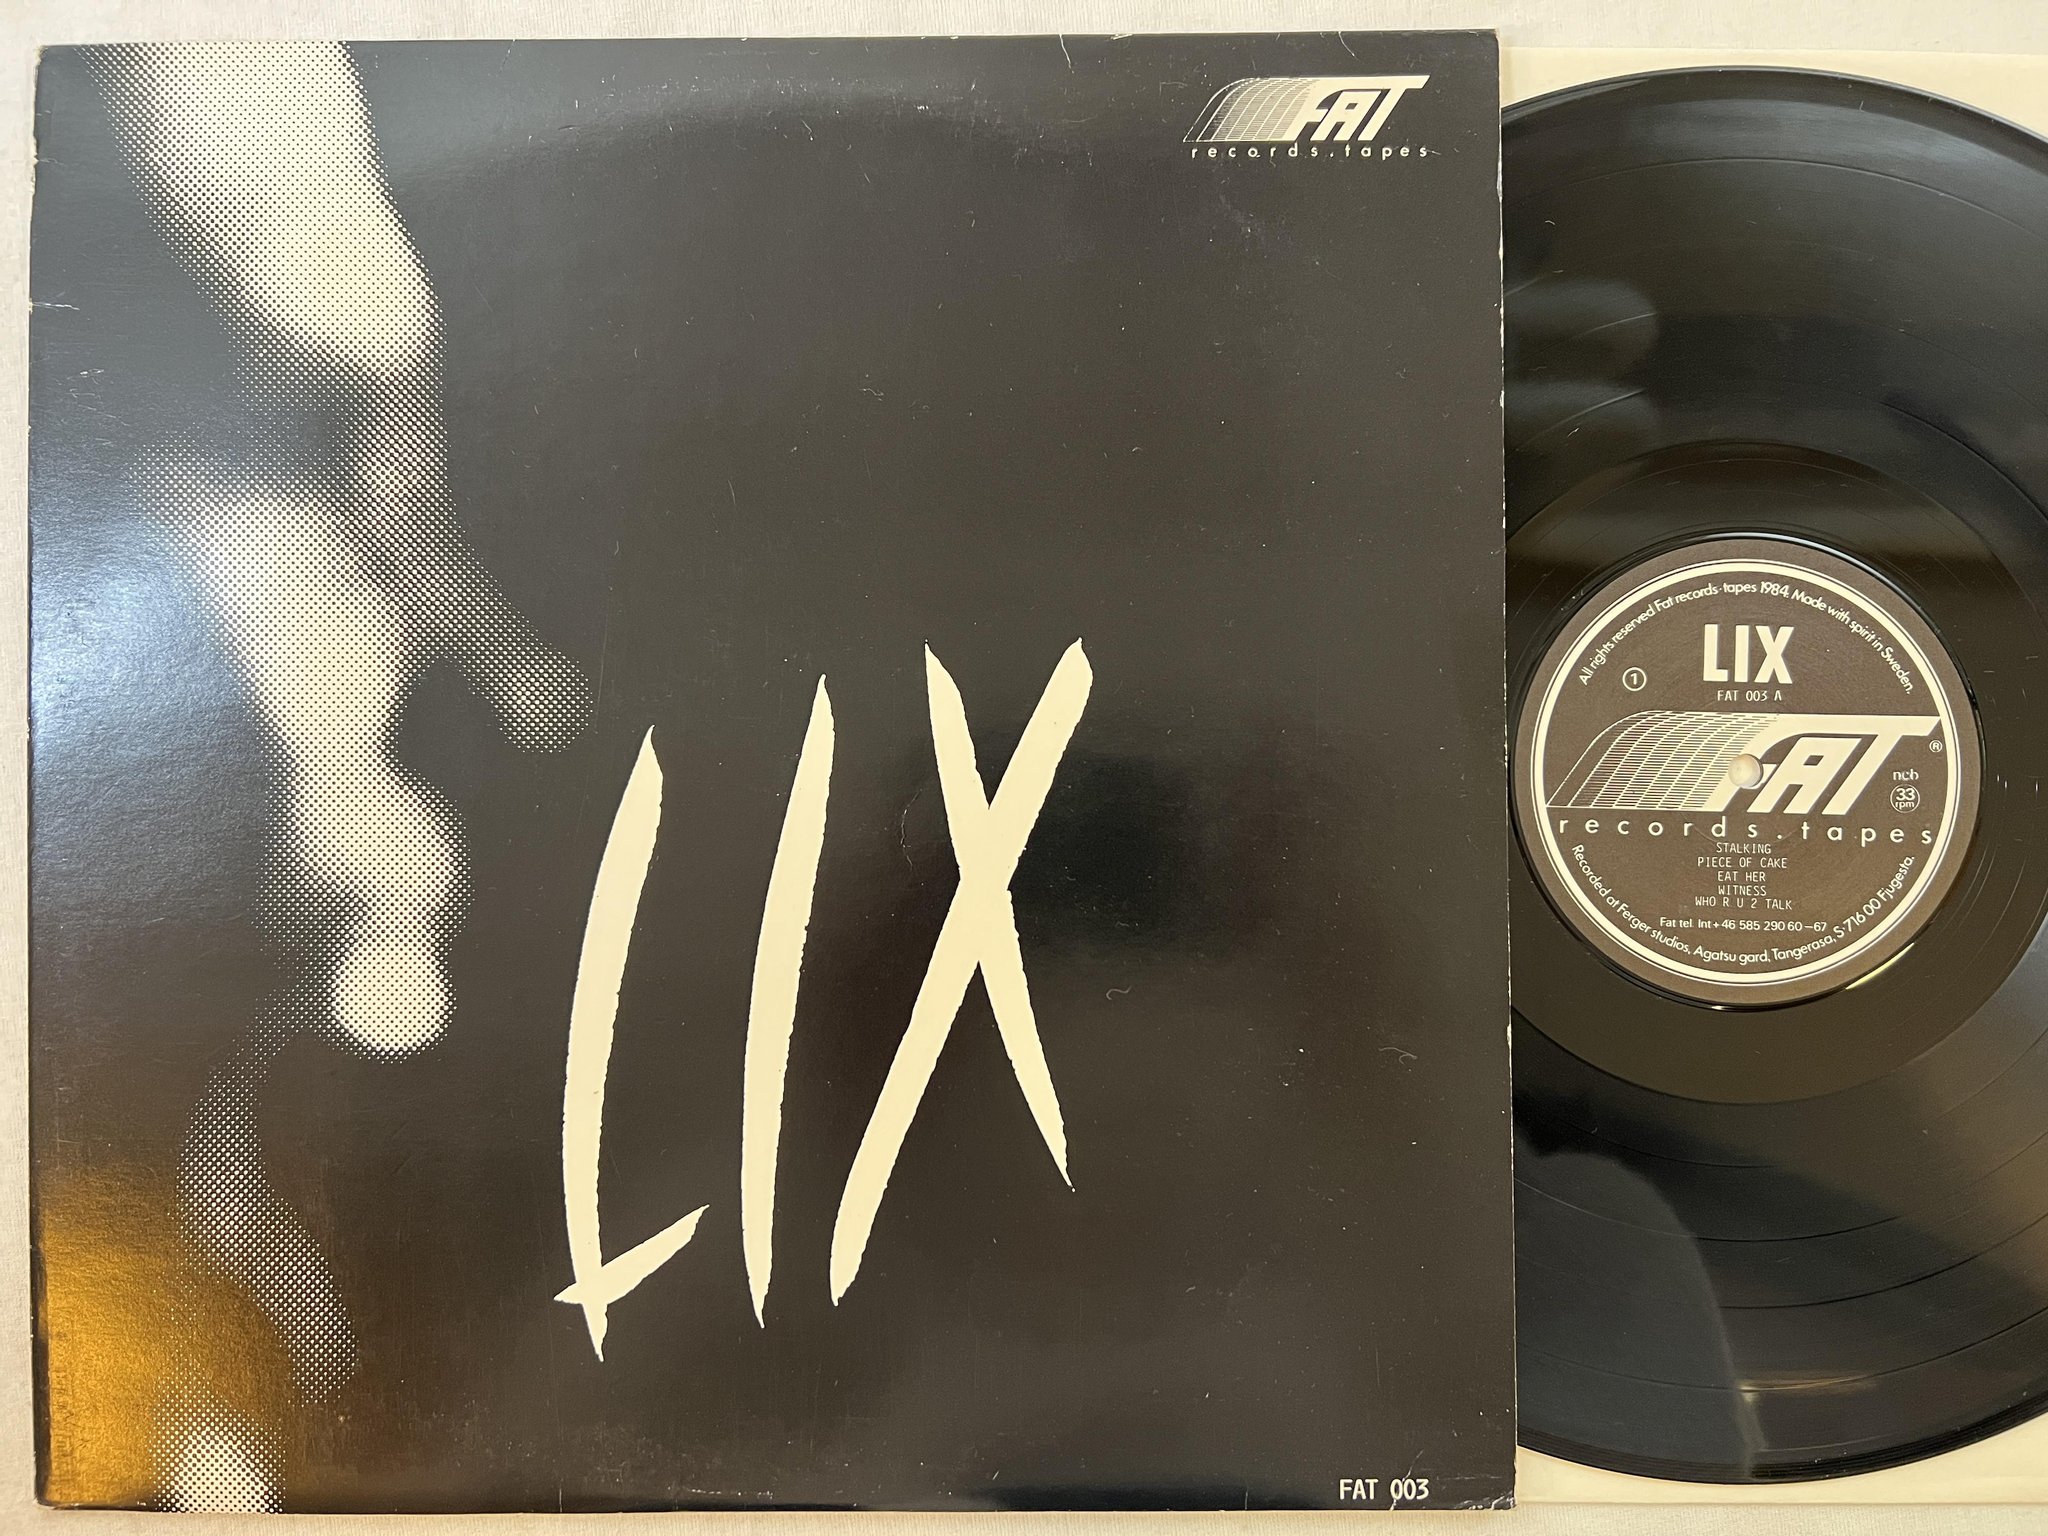 FAT
records.tapes
LIX
FAT 003
All rights reserved Fat records·tapes 1984. Made with spirit in Sweden.
LIX
1
FAT 003 A
FAT
®
ncb
33
rpm
records.tapes
STALKING
PIECE OF CAKE
EAT HER
WITNESS
WHO R U 2 TALK
Fat tel. Int + 46 585 290 60 – 67
Recorded at Ferger studios, Agatsu gard, Tangerasa, S-716 00 Fjugesta.